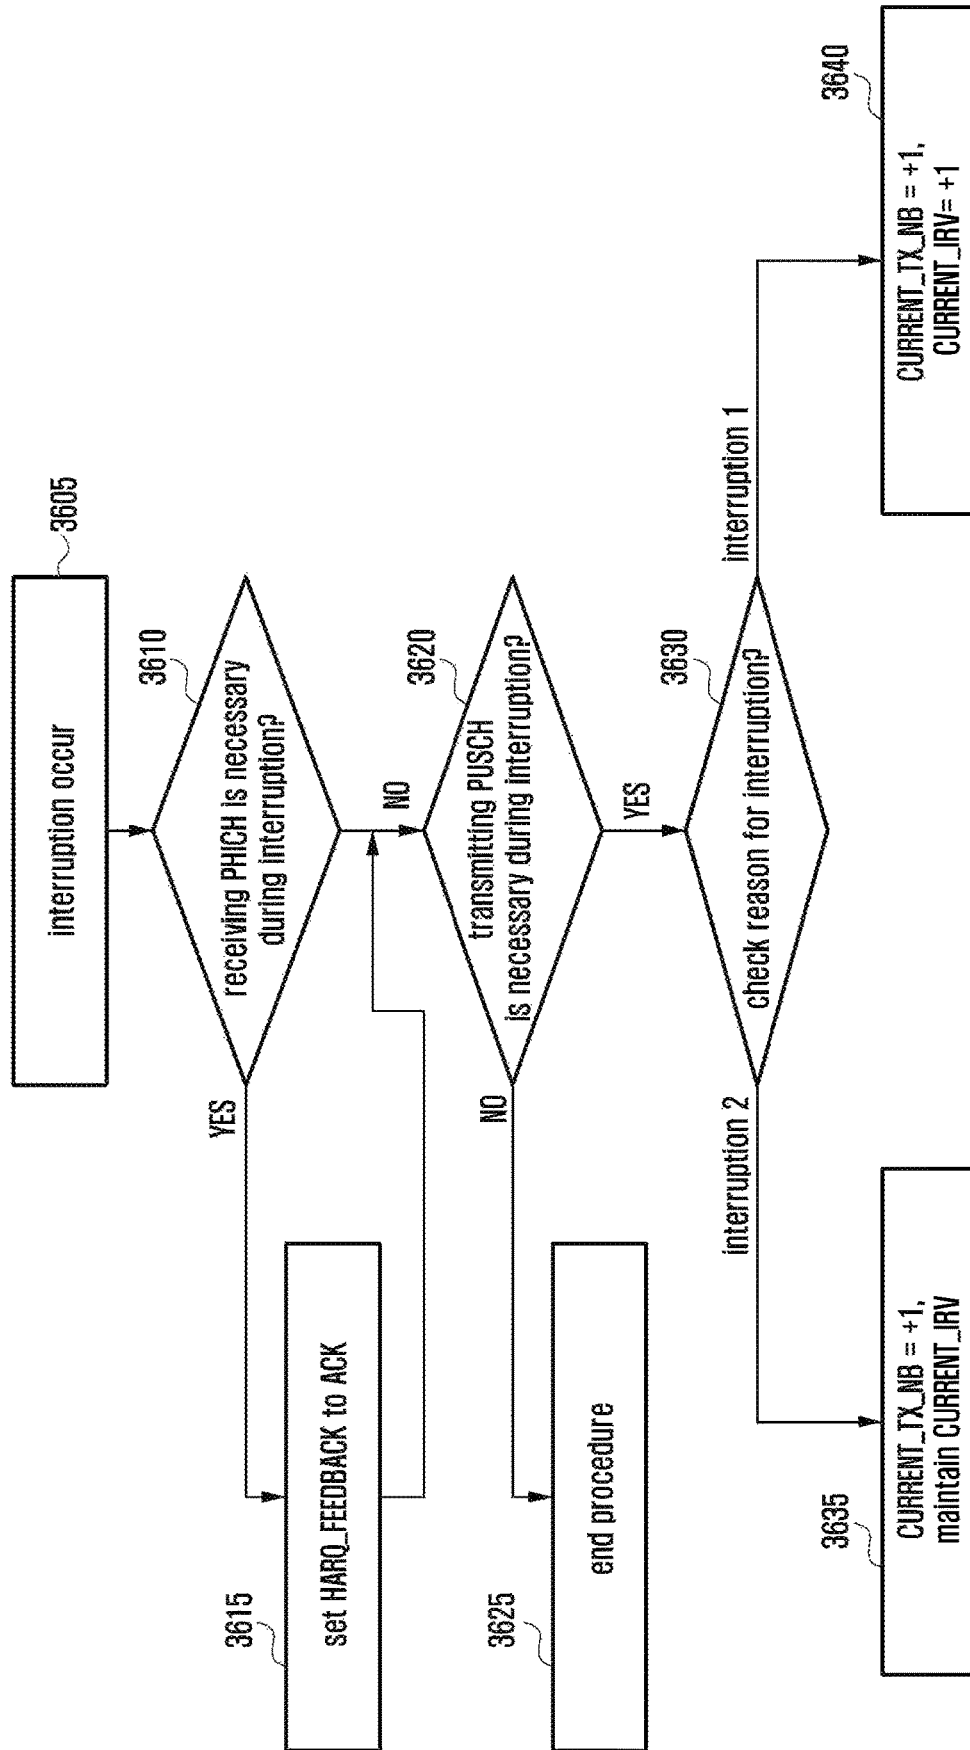 interruption occur
3605
receiving PHICH is necessary
during interruption?
3610
YES
NO
set HARQ_FEEDBACK to ACK
3615
transmitting PUSCH
is necessary during interruption?
3620
NO
YES
end procedure
3625
check reason for interruption?
3630
interruption 2
interruption 1
CURRENT_TX_NB = +1,
maintain CURRENT_IRV
3635
CURRENT_TX_NB = +1,
CURRENT_IRV= +1
3640